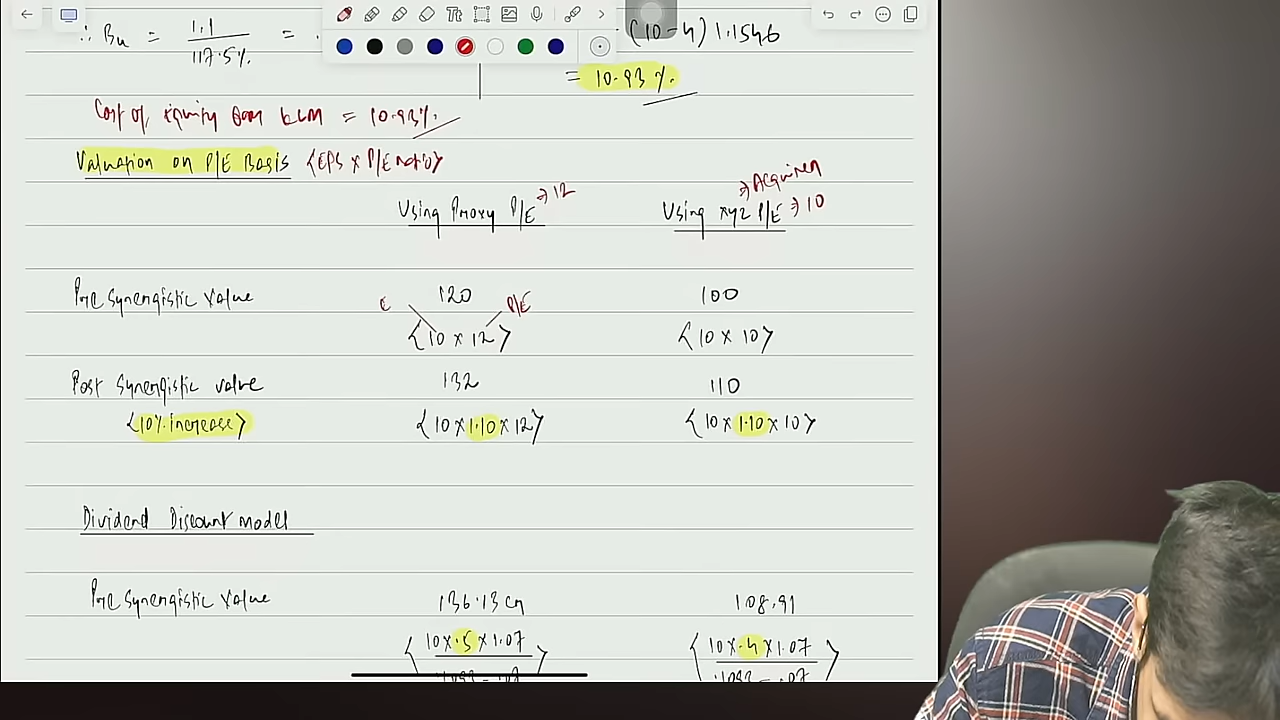 ∴ Bu = 1.1 / 117.5% =
(10-4) 1.1546
= 10.93%.
Cost of Equity KLM = 10.93%.
Valuation on P/E Basis <EPS x P/E ratio>
→ Acquirer
Using Proxy P/E → 12 Using xyz P/E → 10
Pre Synergistic value 120 100
E P/E
<10 x 12> <10 x 10>
Post Synergistic value 132 110
<10% increase> <10 x 1.10 x 12> <10 x 1.10 x 10>
Dividend Discount model
Pre Synergistic value 136.13 cr 108.91
<10 x .5 x 1.07 <10 x .4 x 1.07